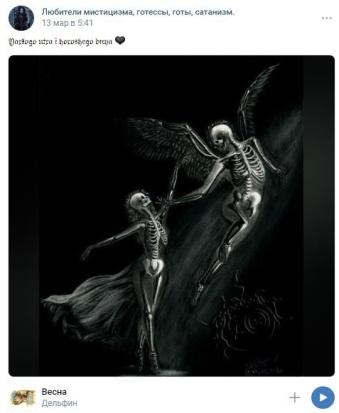 Любители мистицизма, готессы, готы, сатанизм.
13 мар в 5:41
Весна
Дельфин